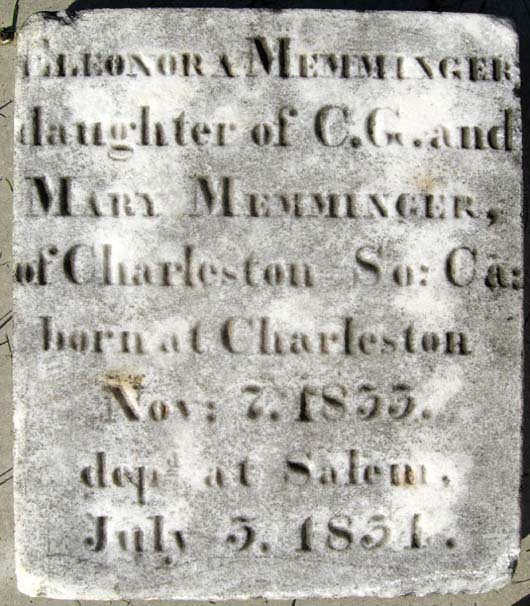 ELEONORA MEMMINGER
daughter of C.G. and
MARY MEMMINGER,
of Charleston So: Ca:
born at Charleston
Nov: 7. 1833.
depd at Salem,
July 3. 1834.